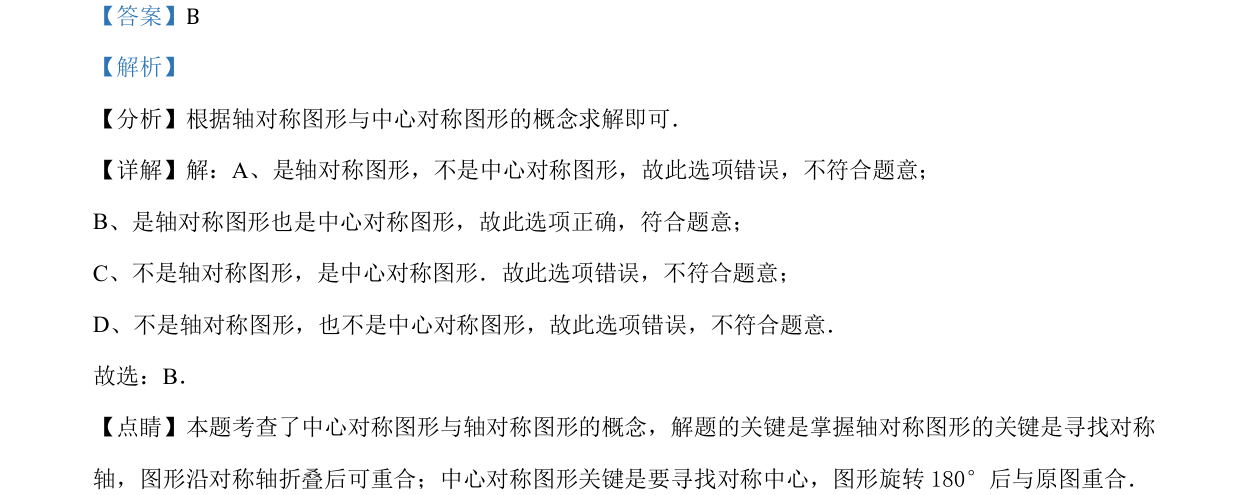 【答案】B
【解析】
【分析】根据轴对称图形与中心对称图形的概念求解即可．
【详解】解：A、是轴对称图形，不是中心对称图形，故此选项错误，不符合题意；
B、是轴对称图形也是中心对称图形，故此选项正确，符合题意；
C、不是轴对称图形，是中心对称图形．故此选项错误，不符合题意；
D、不是轴对称图形，也不是中心对称图形，故此选项错误，不符合题意．
故选：B．
【点睛】本题考查了中心对称图形与轴对称图形的概念，解题的关键是掌握轴对称图形的关键是寻找对称
轴，图形沿对称轴折叠后可重合；中心对称图形关键是要寻找对称中心，图形旋转 180° 后与原图重合．